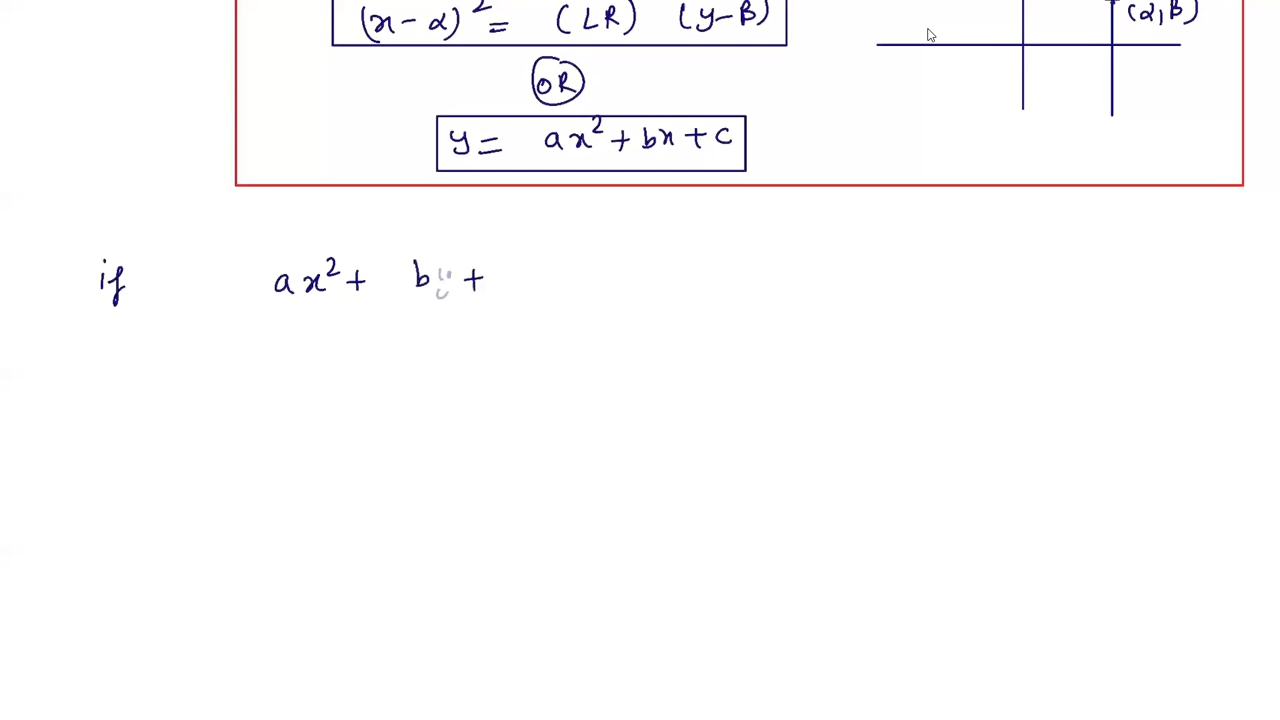 (x-α)² = (LR) (y-β)
(α,β)
OR
y = ax² + bx + c
if ax² + b +